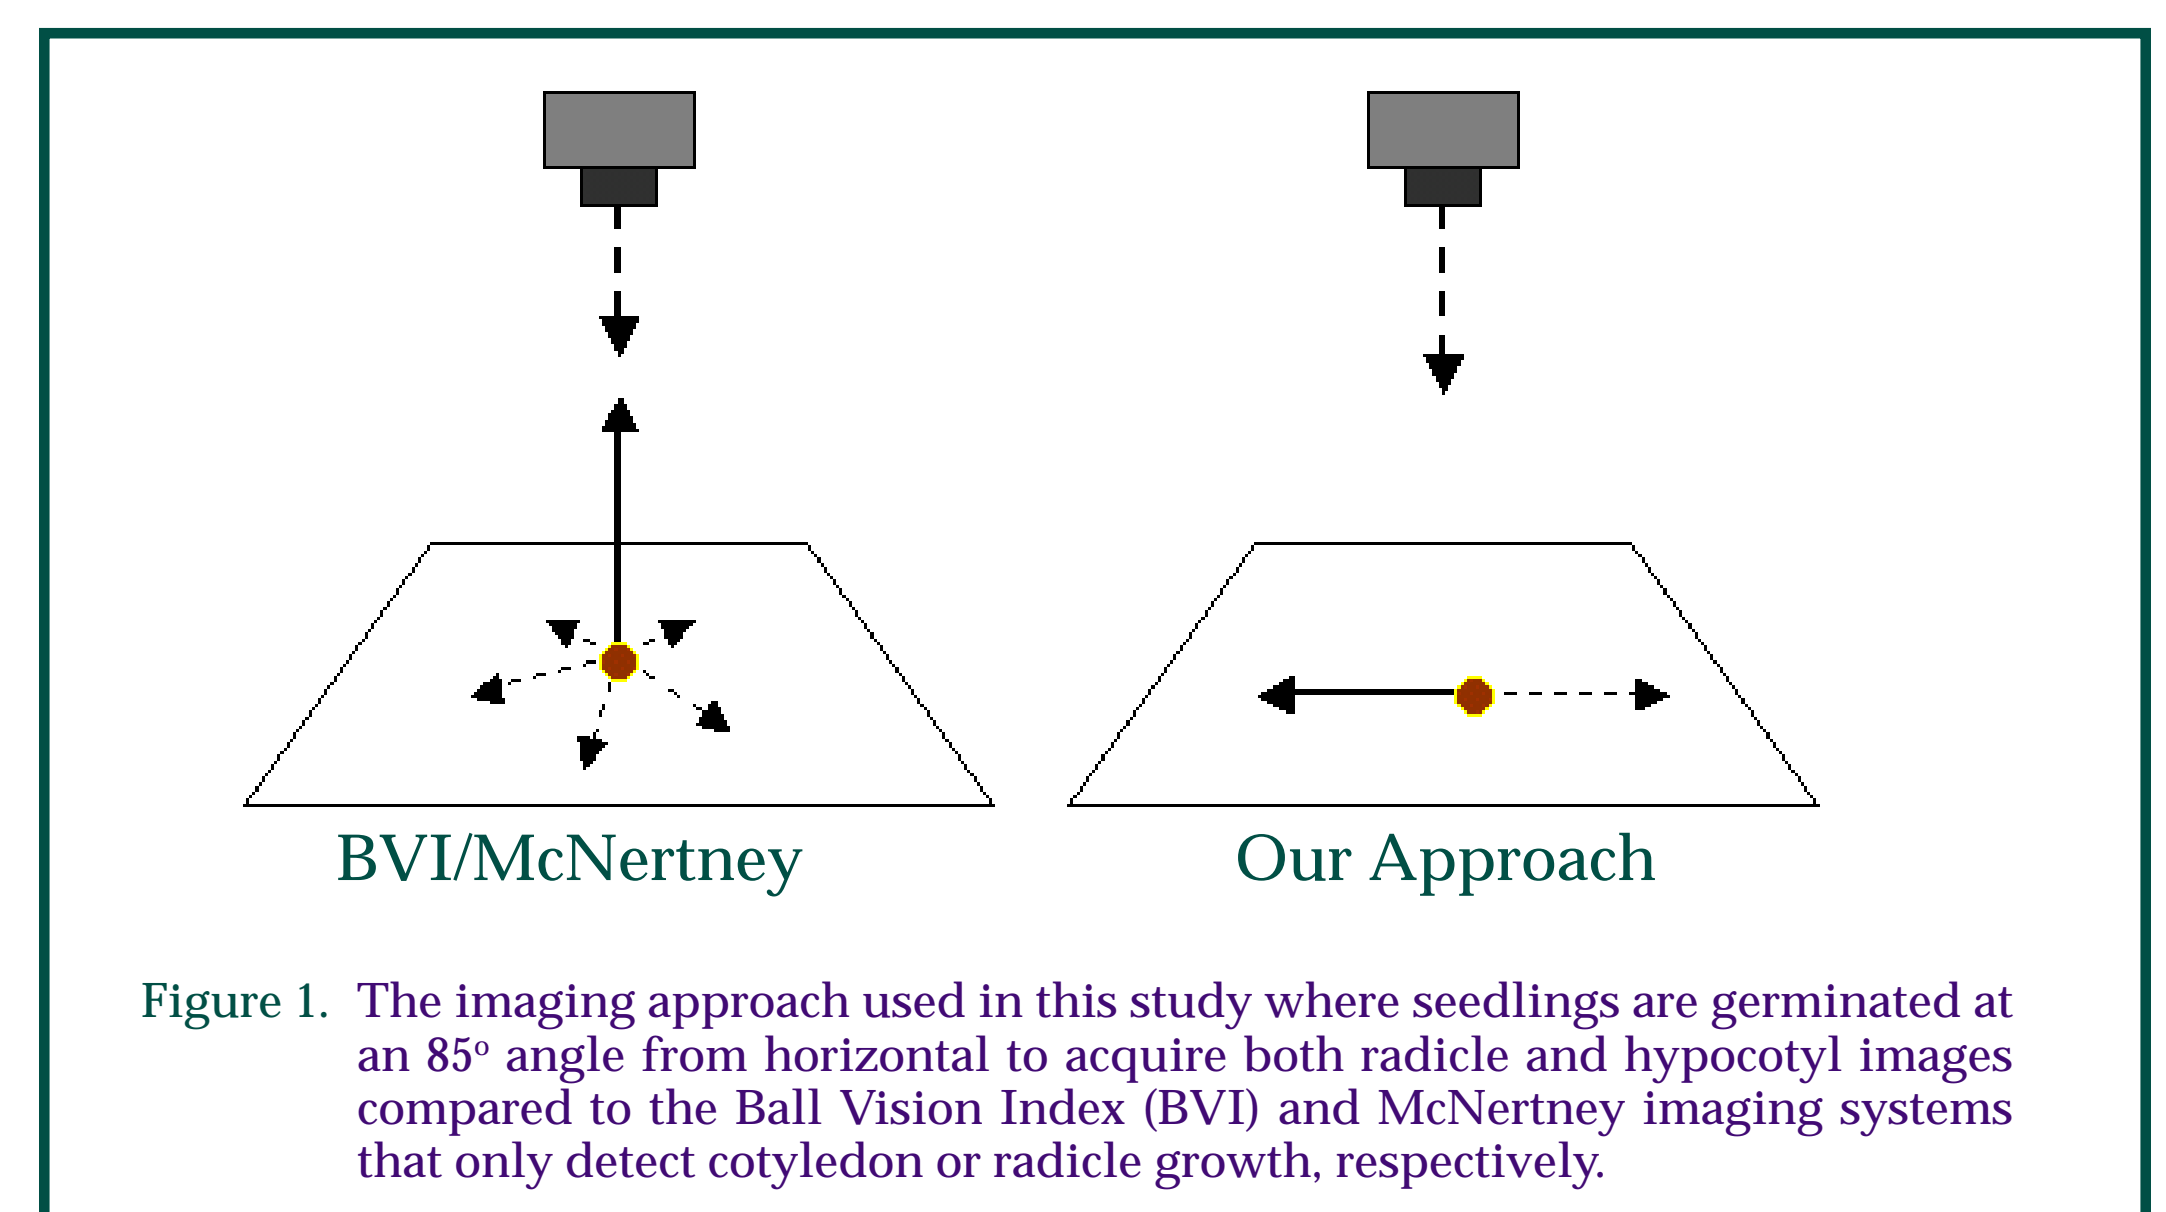 BVI/McNertney
Our Approach
Figure 1. The imaging approach used in this study where seedlings are germinated at
an 85º angle from horizontal to acquire both radicle and hypocotyl images
compared to the Ball Vision Index (BVI) and McNertney imaging systems
that only detect cotyledon or radicle growth, respectively.